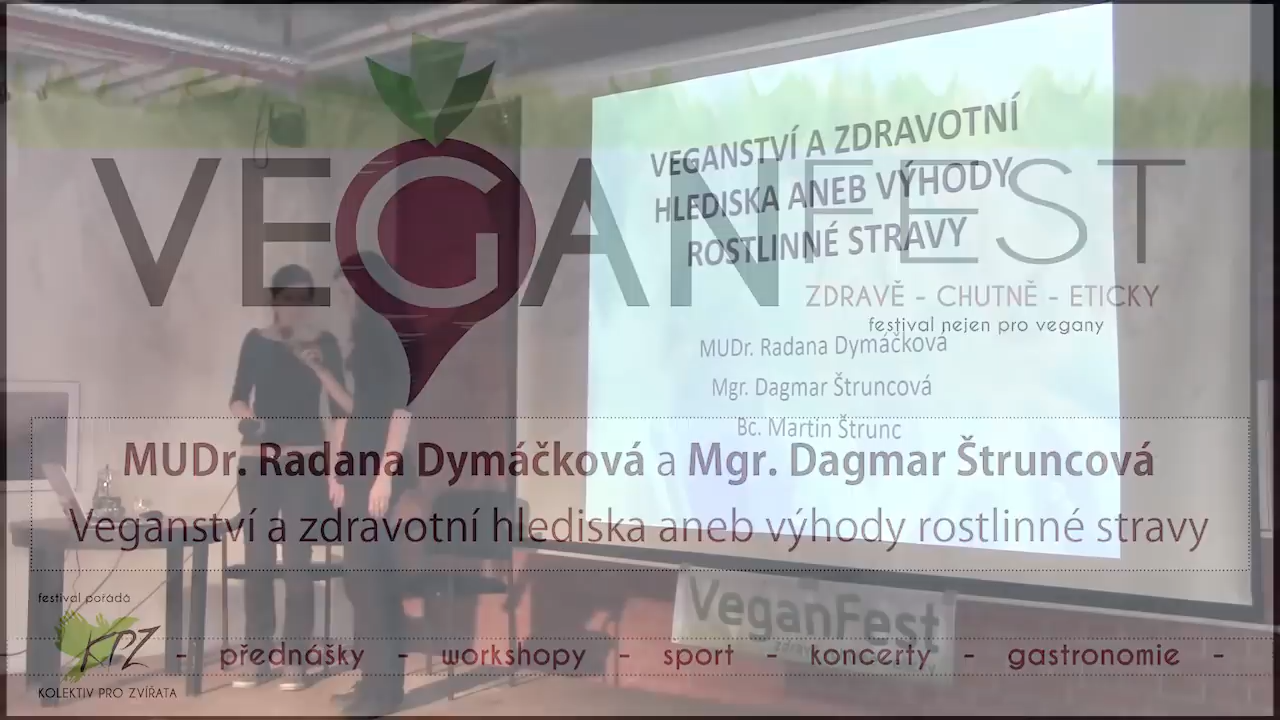 VEGANFEST
ZDRAVĚ - CHUTNĚ - ETICKY
festival nejen pro vegany
VEGANSTVÍ A ZDRAVOTNÍ
HLEDISKA ANEB VÝHODY
ROSTLINNÉ STRAVY
MUDr. Radana Dymáčková
Mgr. Dagmar Štruncová
Bc. Martin Štrunc
MUDr. Radana Dymáčková a Mgr. Dagmar Štruncová
Veganství a zdravotní hlediska aneb výhody rostlinné stravy
VeganFest
festival pořádá
KPZ
KOLEKTIV PRO ZVÍŘATA
- přednášky - workshopy - sport - koncerty - gastronomie -